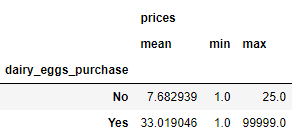 prices
mean min max
dairy_eggs_purchase
No 7.682939 1.0 25.0
Yes 33.019046 1.0 99999.0